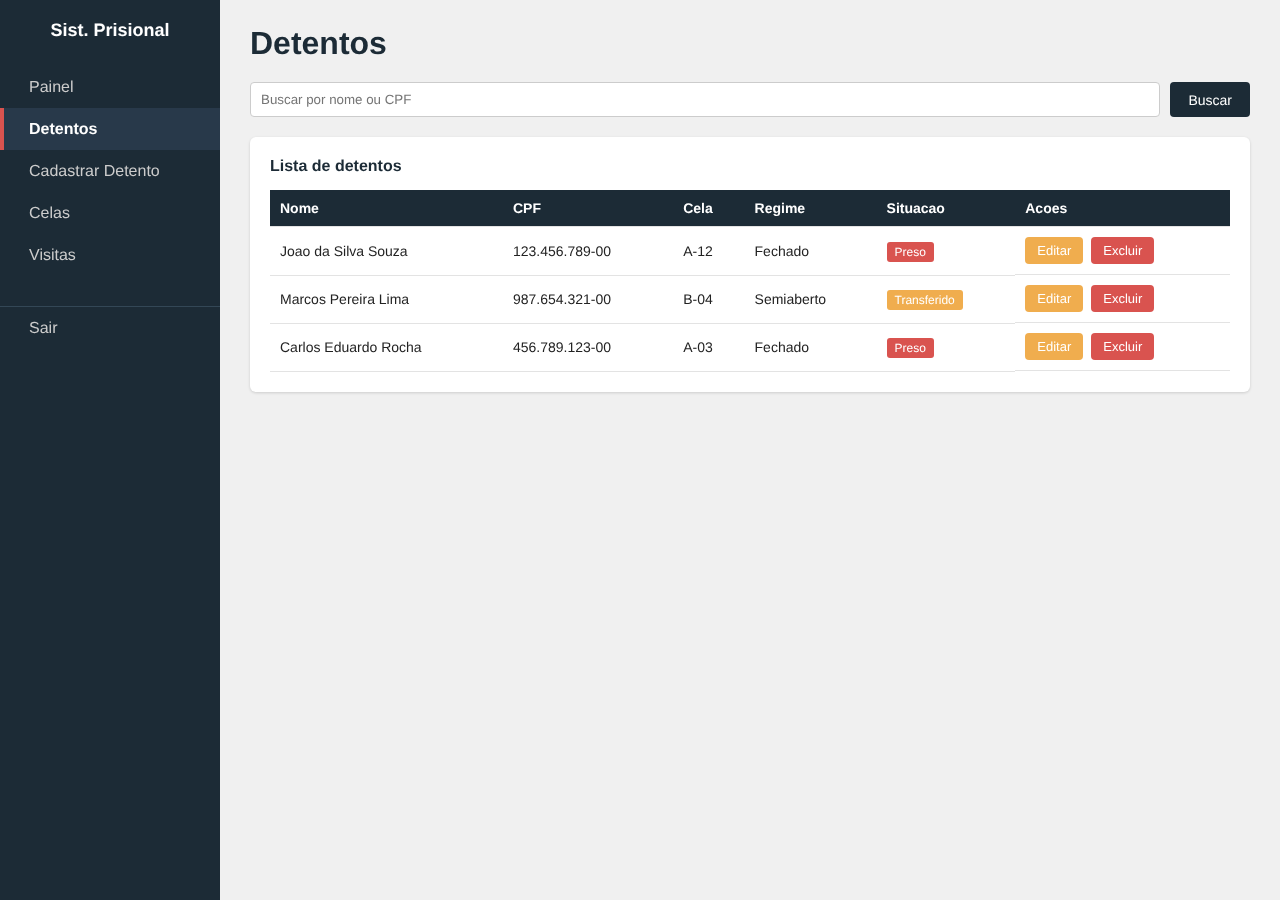 Sist. Prisional
Painel
Detentos
Cadastrar Detento
Celas
Visitas
Sair
Detentos
Buscar por nome ou CPF
Buscar
Lista de detentos
Nome CPF Cela Regime Situacao Acoes
Joao da Silva Souza 123.456.789-00 A-12 Fechado Preso Editar Excluir
Marcos Pereira Lima 987.654.321-00 B-04 Semiaberto Transferido Editar Excluir
Carlos Eduardo Rocha 456.789.123-00 A-03 Fechado Preso Editar Excluir